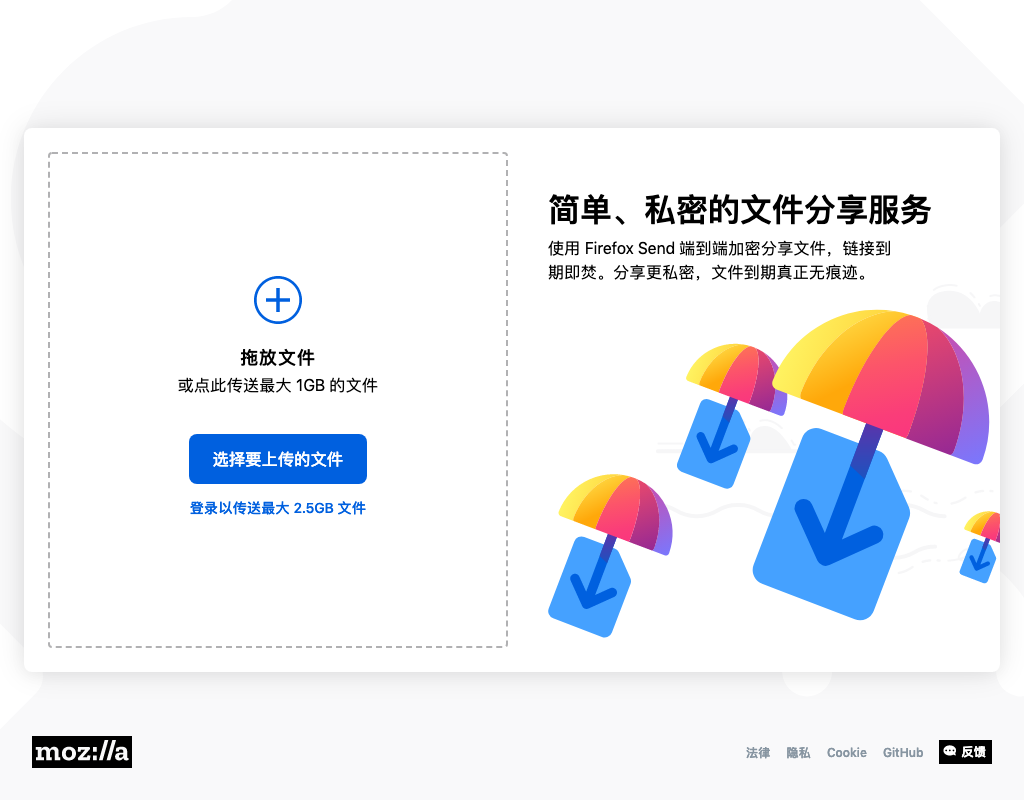 简单、私密的文件分享服务
使用 Firefox Send 端到端加密分享文件，链接到
期即焚。分享更私密，文件到期真正无痕迹。
拖放文件
或点此传送最大 1GB 的文件
选择要上传的文件
登录以传送最大 2.5GB 文件
moz://a
法律 隐私 Cookie GitHub 反馈